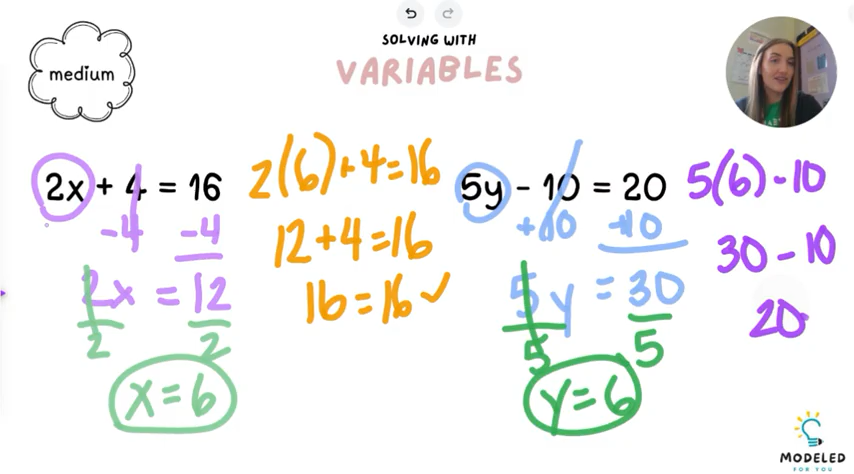 SOLVING WITH
VARIABLES
medium
2x + 4 = 16
-4 -4
2x = 12
2 2
x = 6
2(6) + 4 = 16
12 + 4 = 16
16 = 16 ✓
5y - 10 = 20
+10 +10
5y = 30
5 5
y = 6
5(6) - 10
30 - 10
20
MODELED
FOR YOU